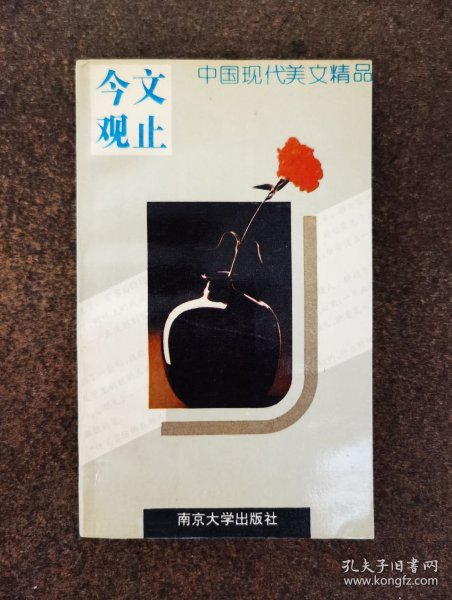 中国现代美文精品
今文
观止
南京大学出版社
孔夫子旧书网
www.kongfz.com